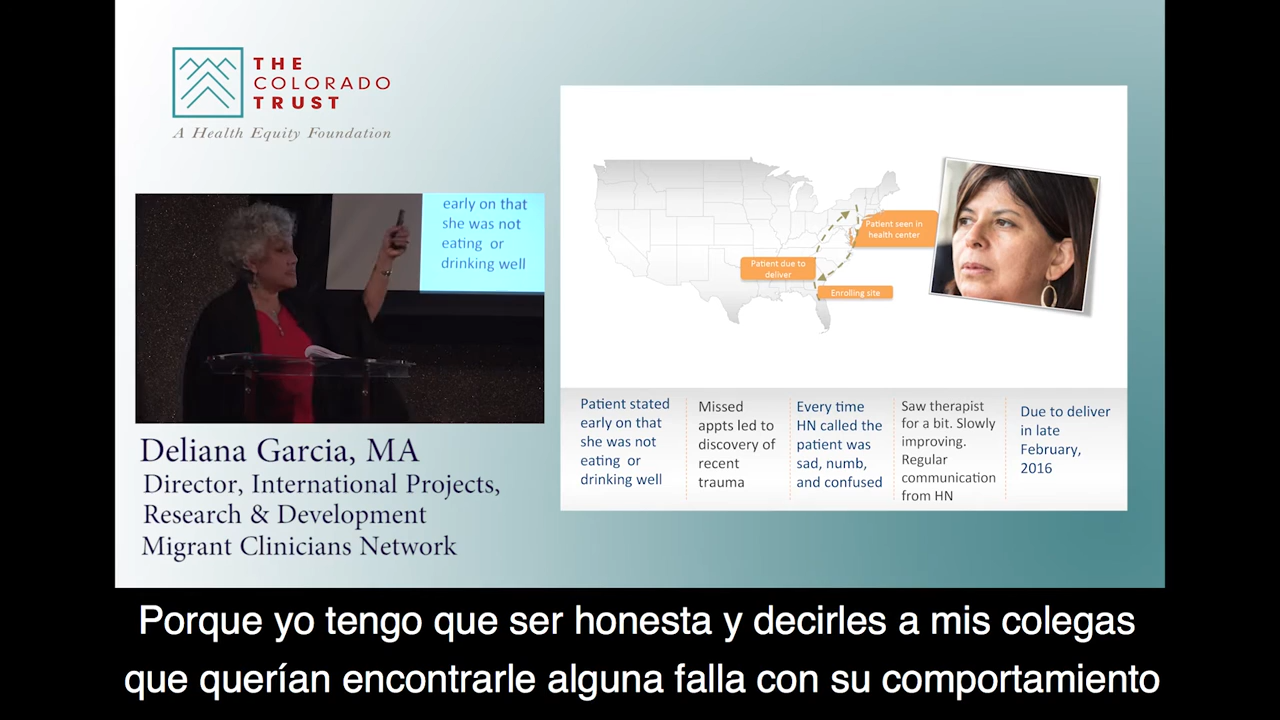 THE
COLORADO
TRUST
A Health Equity Foundation
early on that
she was not
eating or
drinking well
Deliana Garcia, MA
Director, International Projects,
Research & Development
Migrant Clinicians Network
Patient seen in
health center
Patient due to
deliver
Enrolling site
Patient stated
early on that
she was not
eating or
drinking well
Missed
appts led to
discovery of
recent
trauma
Every time
HN called the
patient was
sad, numb,
and confused
Saw therapist
for a bit. Slowly
improving.
Regular
communication
from HN
Due to deliver
in late
February,
2016
Porque yo tengo que ser honesta y decirles a mis colegas
que querían encontrarle alguna falla con su comportamiento